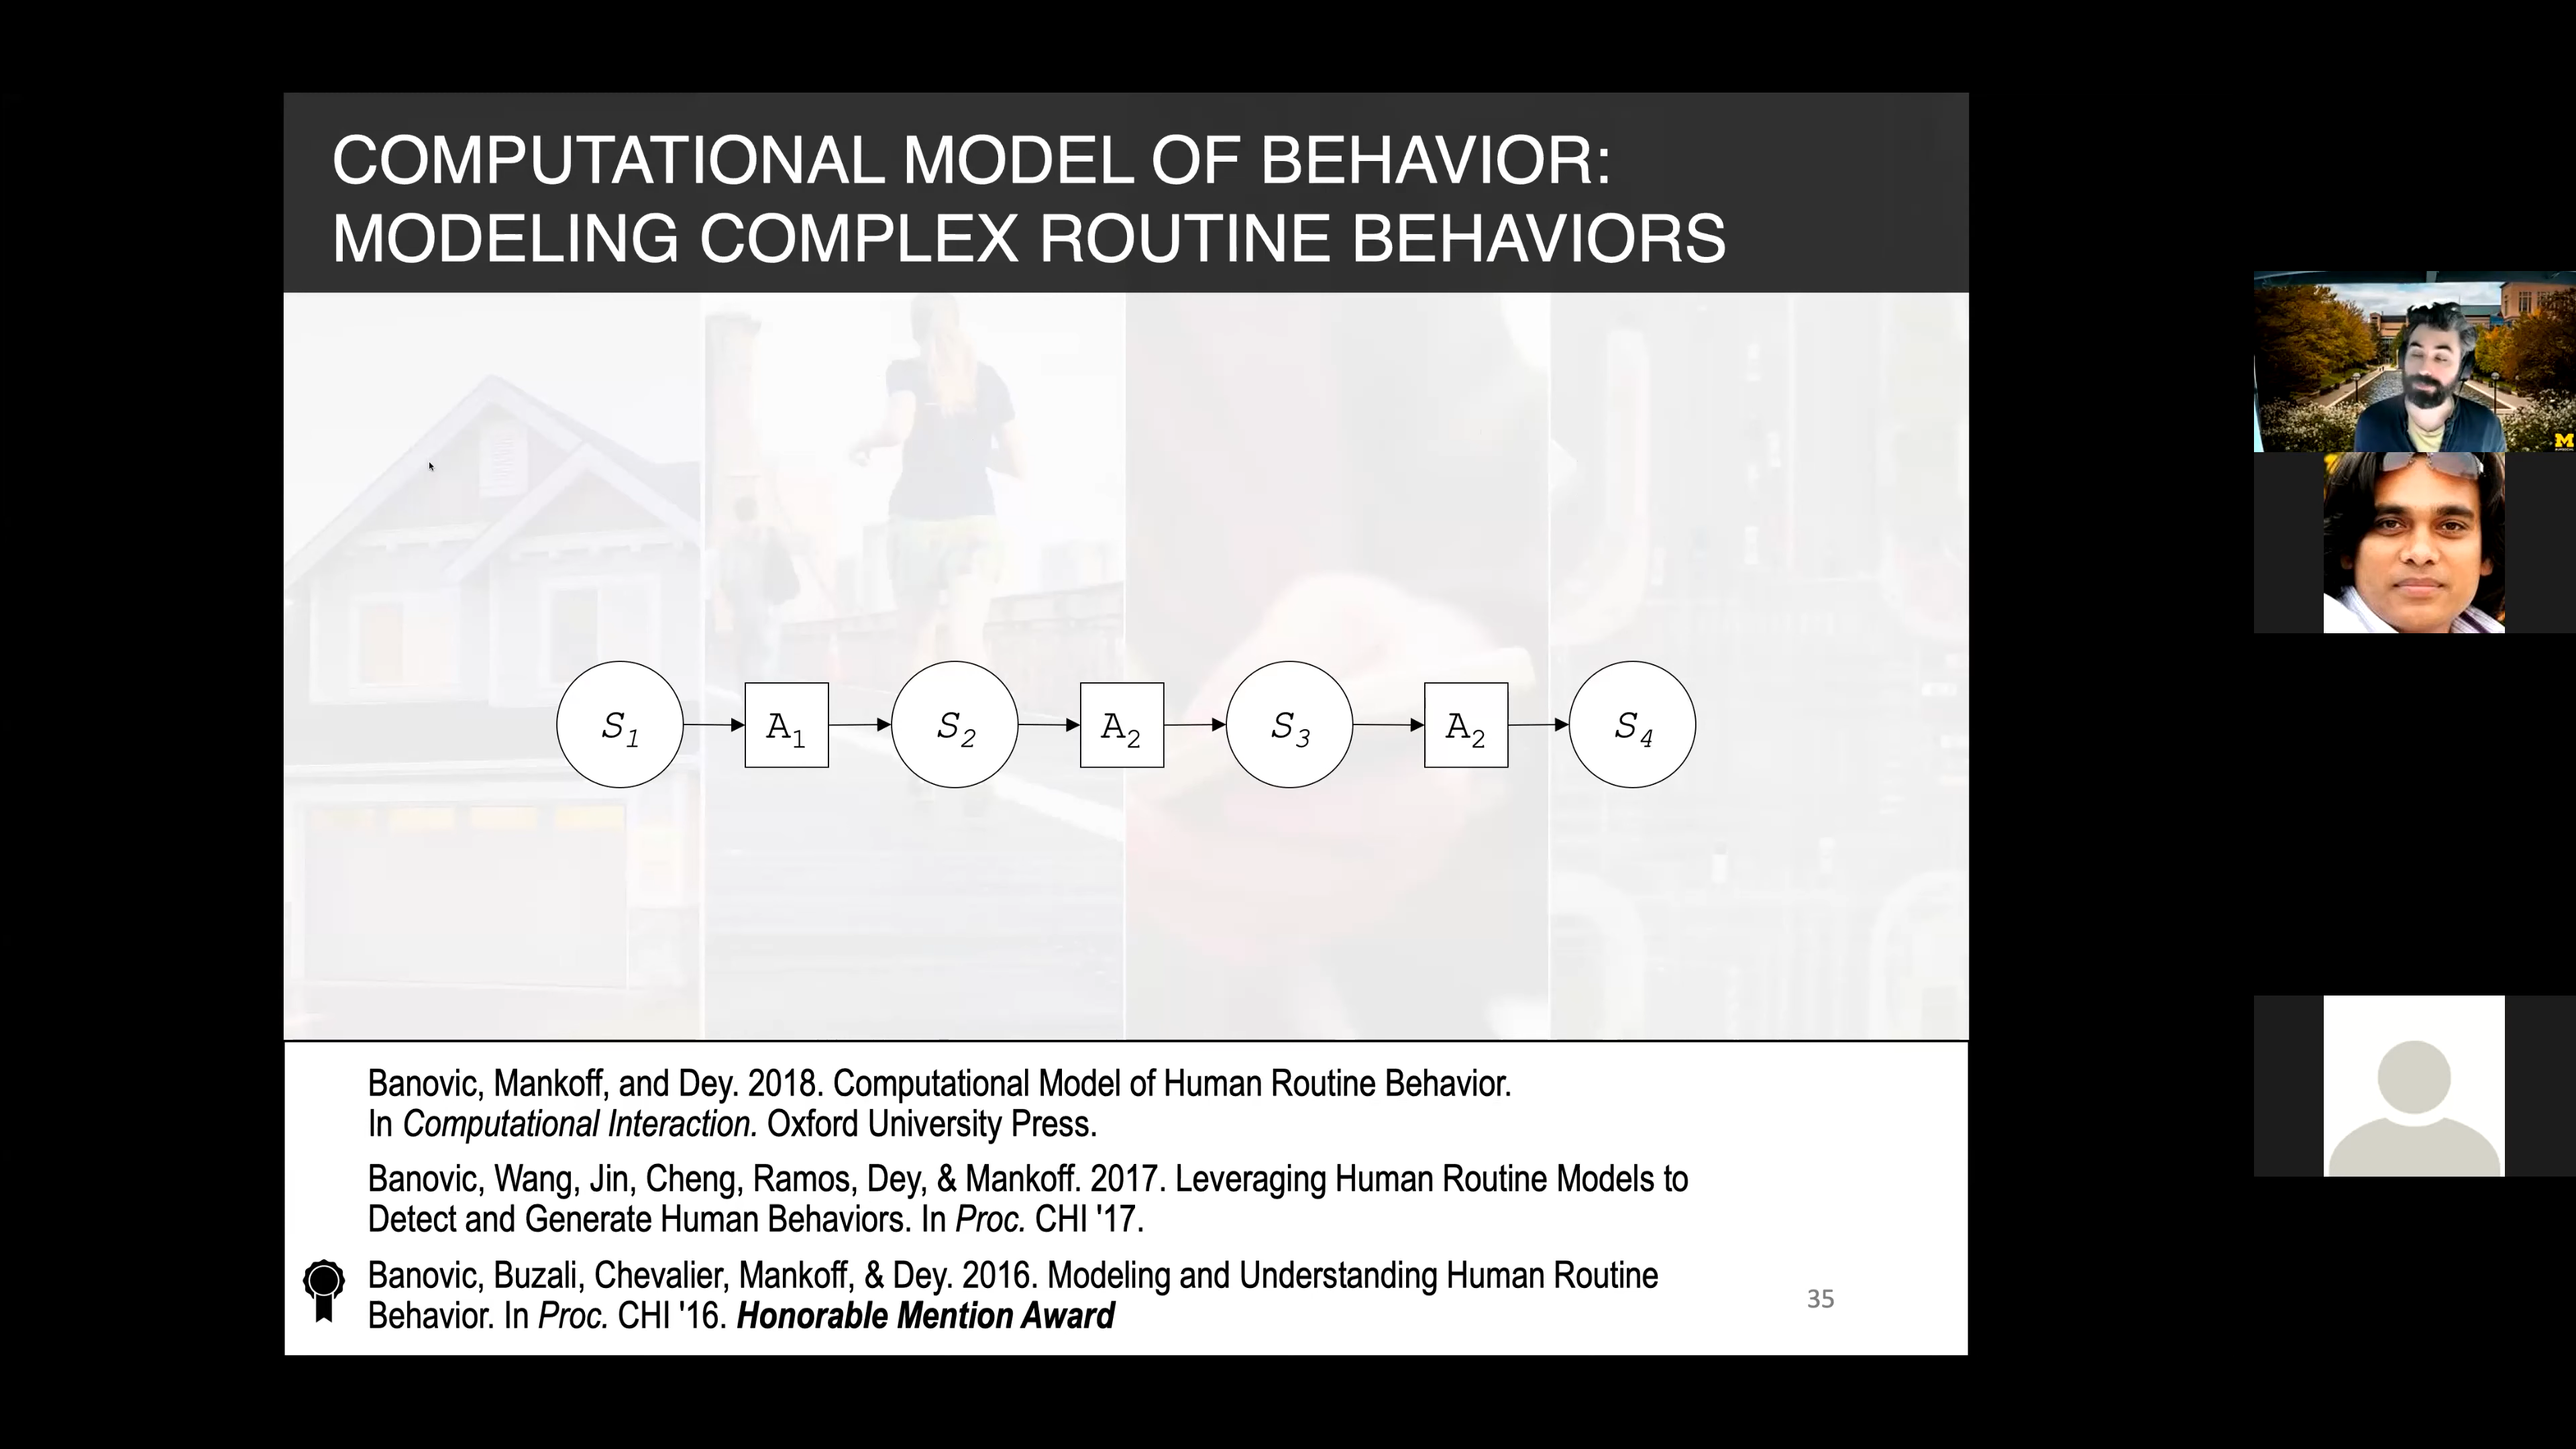 COMPUTATIONAL MODEL OF BEHAVIOR:
MODELING COMPLEX ROUTINE BEHAVIORS
S1 A1 S2 A2 S3 A2 S4
Banovic, Mankoff, and Dey. 2018. Computational Model of Human Routine Behavior.
In Computational Interaction. Oxford University Press.
Banovic, Wang, Jin, Cheng, Ramos, Dey, & Mankoff. 2017. Leveraging Human Routine Models to
Detect and Generate Human Behaviors. In Proc. CHI '17.
Banovic, Buzali, Chevalier, Mankoff, & Dey. 2016. Modeling and Understanding Human Routine
Behavior. In Proc. CHI '16. Honorable Mention Award
35
M